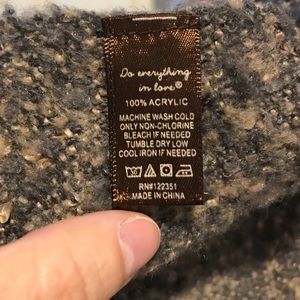 Do everything
in love®
100% ACRYLIC
MACHINE WASH COLD
ONLY NON-CHLORINE
BLEACH IF NEEDED
TUMBLE DRY LOW
COOL IRON IF NEEDED
RN#122351
MADE IN CHINA